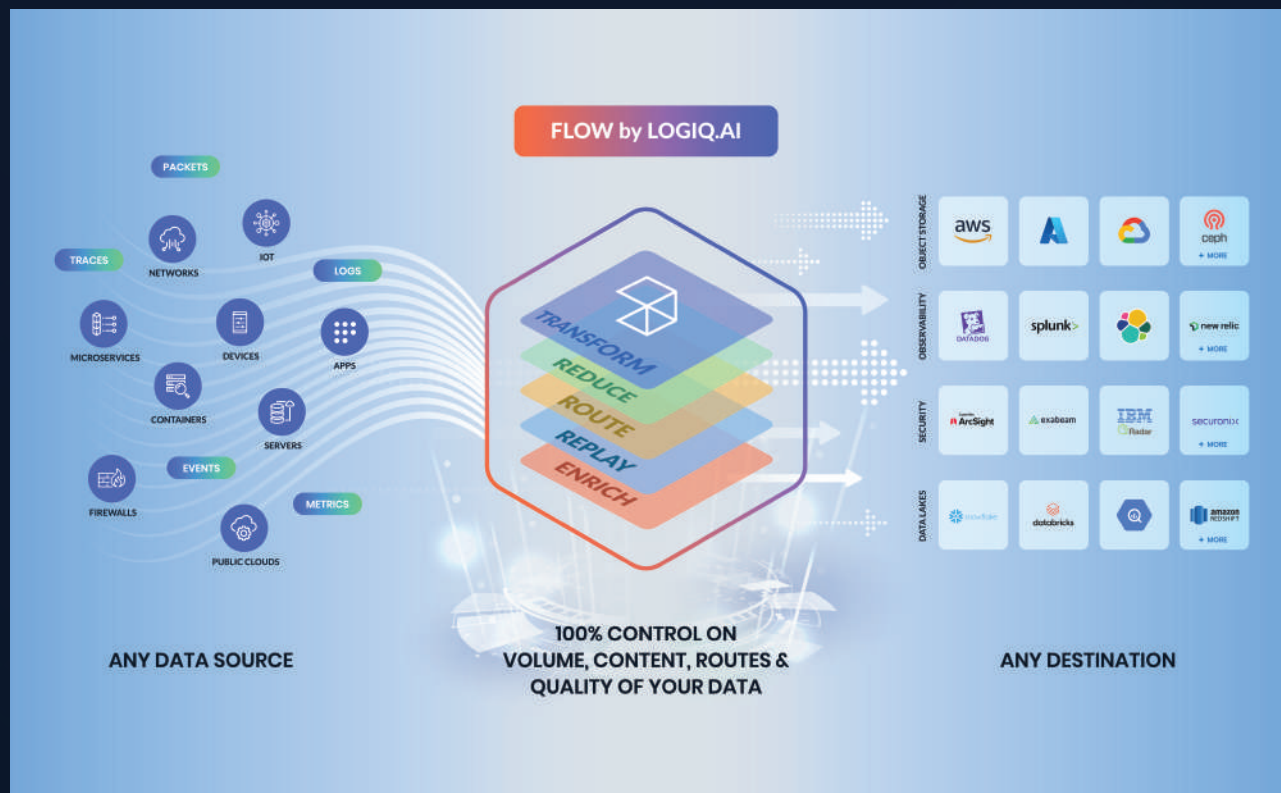 FLOW by LOGIQ.AI
PACKETS
NETWORKS
IOT
TRACES
LOGS
MICROSERVICES
DEVICES
APPS
CONTAINERS
SERVERS
EVENTS
FIREWALLS
METRICS
PUBLIC CLOUDS
ANY DATA SOURCE
TRANSFORM
REDUCE
ROUTE
REPLAY
ENRICH
100% CONTROL ON
VOLUME, CONTENT, ROUTES &
QUALITY OF YOUR DATA
OBJECT STORAGE
aws
ceph
+ MORE
OBSERVABILITY
DATADOG
splunk>
new relic
+ MORE
SECURITY
ArcSight
exabeam
IBM
Radar
securonix
+ MORE
DATA LAKES
snowflake
databricks
amazon
REDSHIFT
+ MORE
ANY DESTINATION